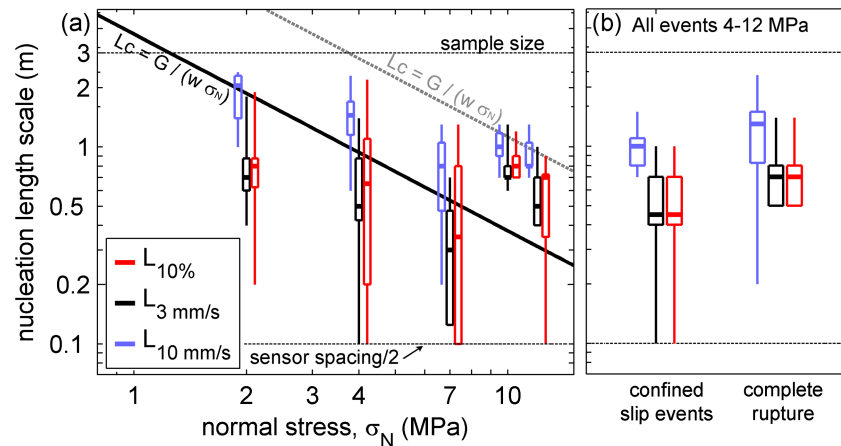 (a)
sample size
Lc = G / (w σN)
Lc = G / (w σN)
nucleation length scale (m)
3
2
1
0.5
0.2
0.1
L10%
L3 mm/s
L10 mm/s
sensor spacing/2
1
2
3
4
7
10
normal stress, σN (MPa)
(b) All events 4-12 MPa
confined
slip events
complete
rupture